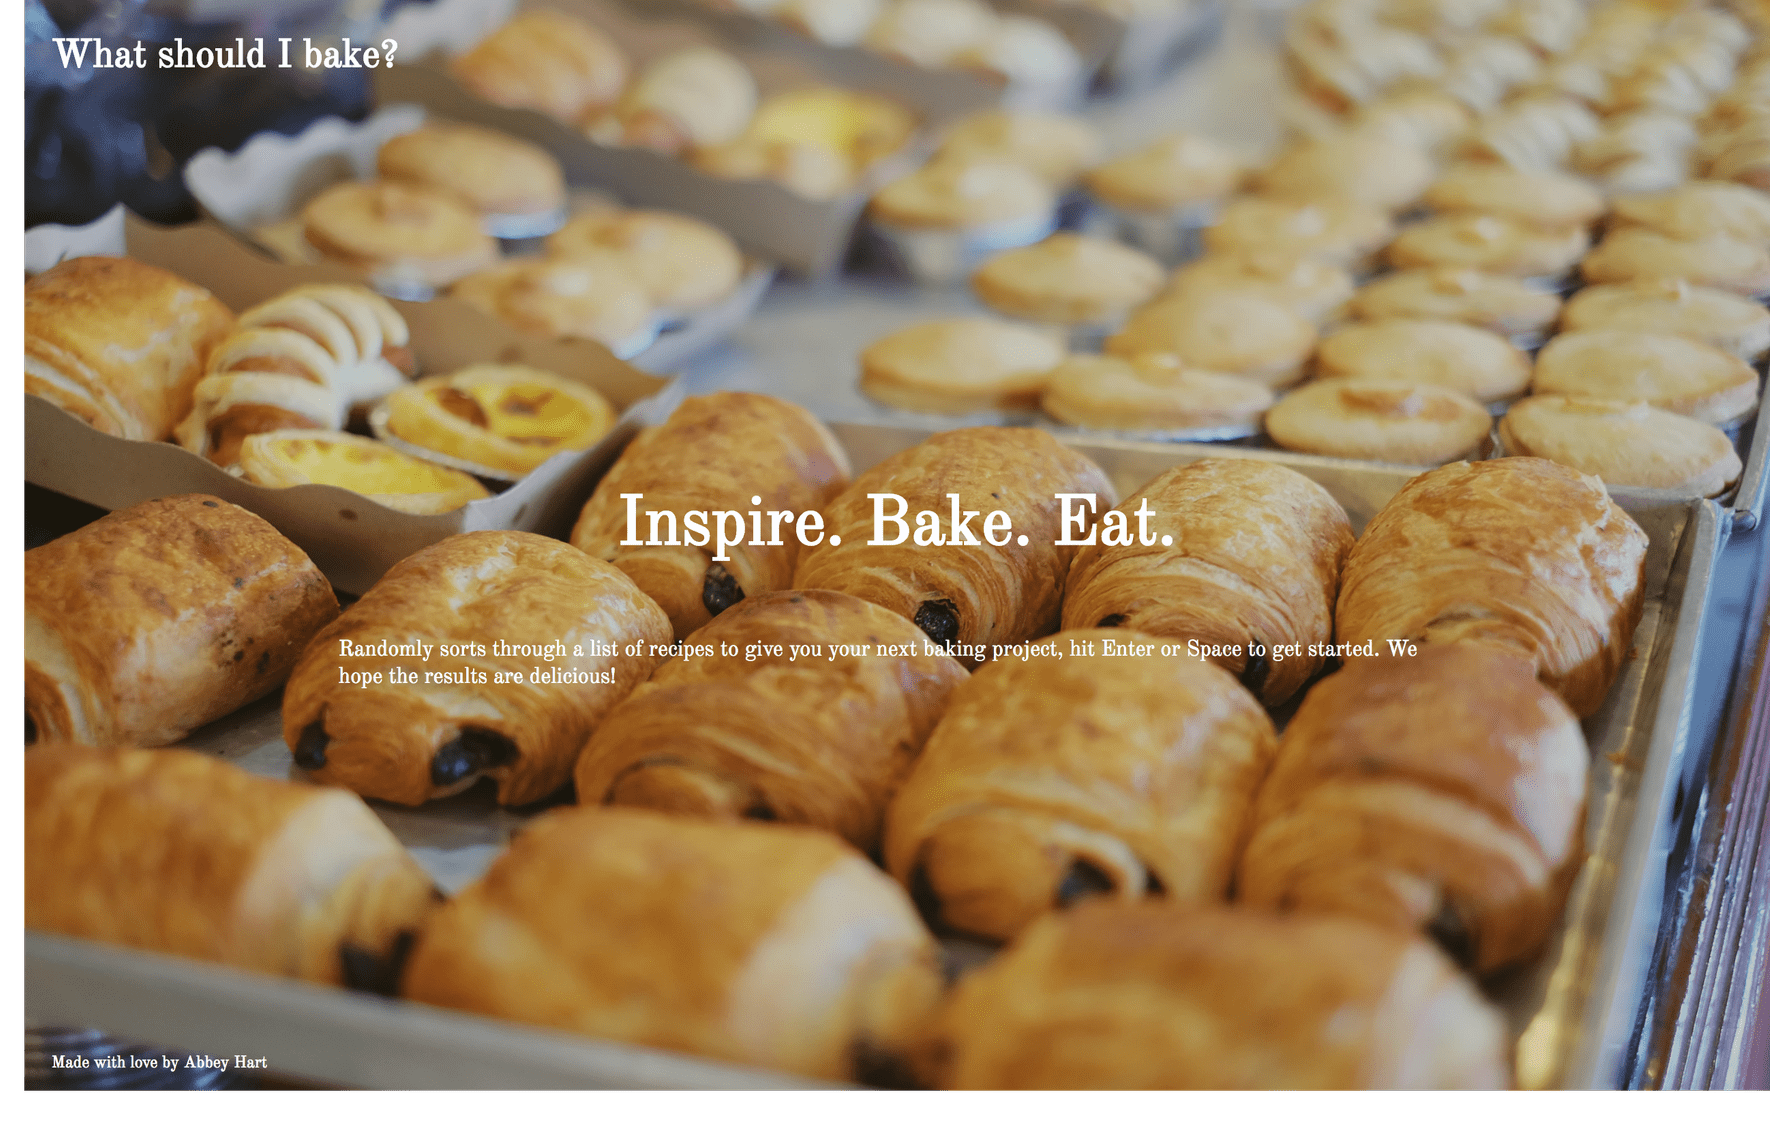 What should I bake?
Inspire. Bake. Eat.
Randomly sorts through a list of recipes to give you your next baking project, hit Enter or Space to get started. We
hope the results are delicious!
Made with love by Abbey Hart